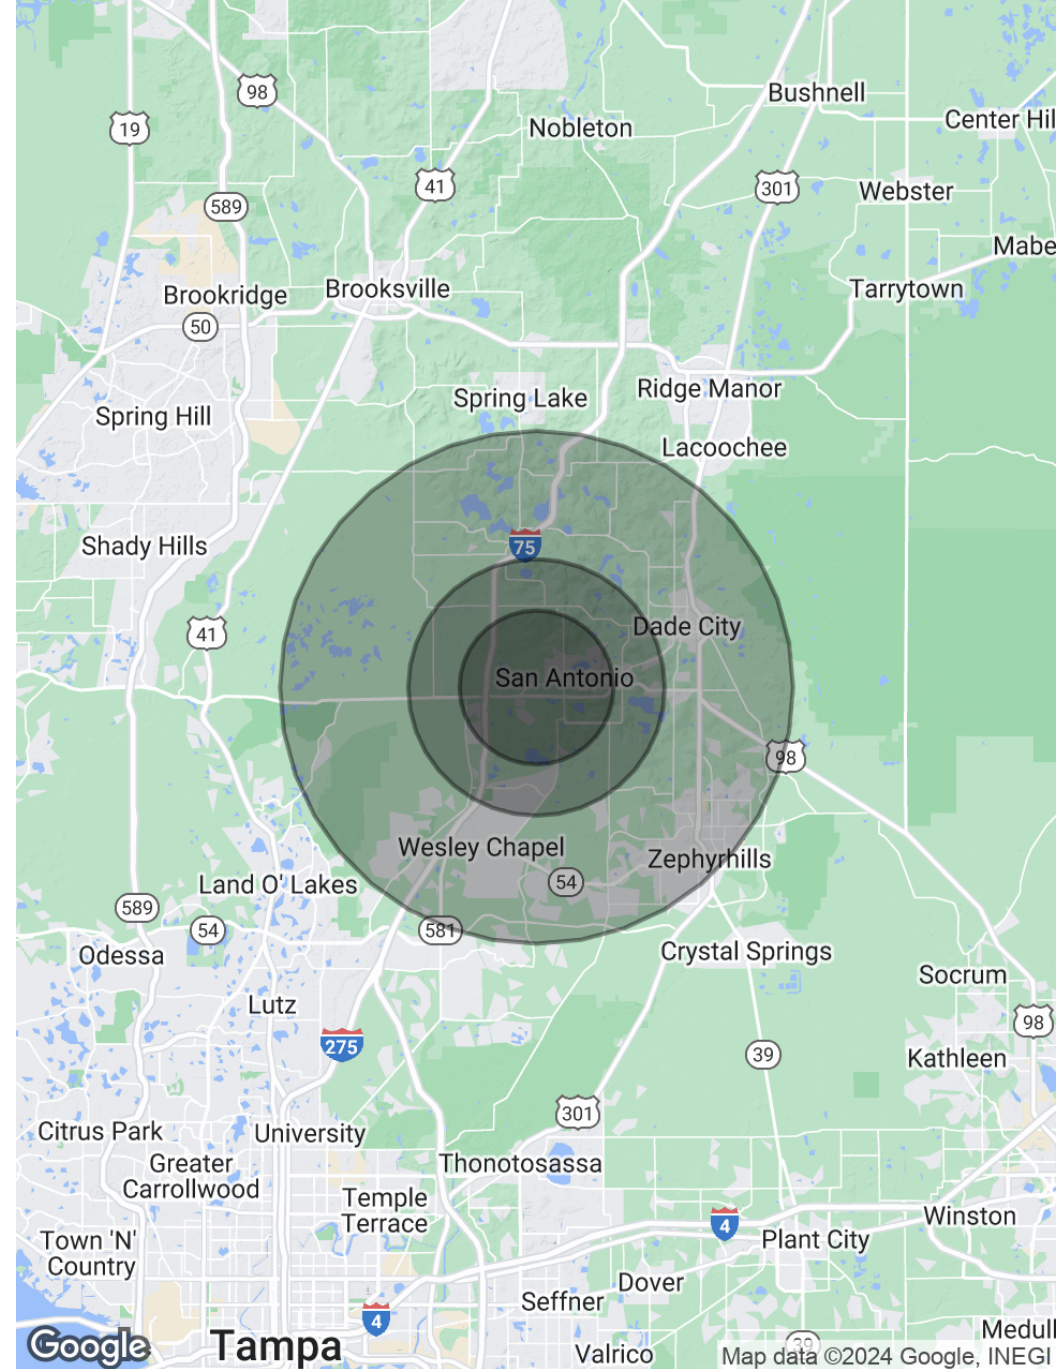 98
Bushnell
19
Nobleton
Center Hil
41
301
Webster
589
Mabe
Brookridge
Brooksville
Tarrytown
50
Spring Lake
Ridge Manor
Spring Hill
Lacoochee
Shady Hills
75
41
Dade City
San Antonio
98
Wesley Chapel
Zephyrhills
Land O' Lakes
54
589
54
581
Odessa
Crystal Springs
Socrum
Lutz
98
275
39
Kathleen
301
Citrus Park
University
Greater
Carrollwood
Thonotosassa
Temple
Terrace
4
Winston
Town 'N'
Country
Plant City
Dover
Seffner
4
Medull
Google
Tampa
Valrico
39
Map data ©2024 Google, INEGI